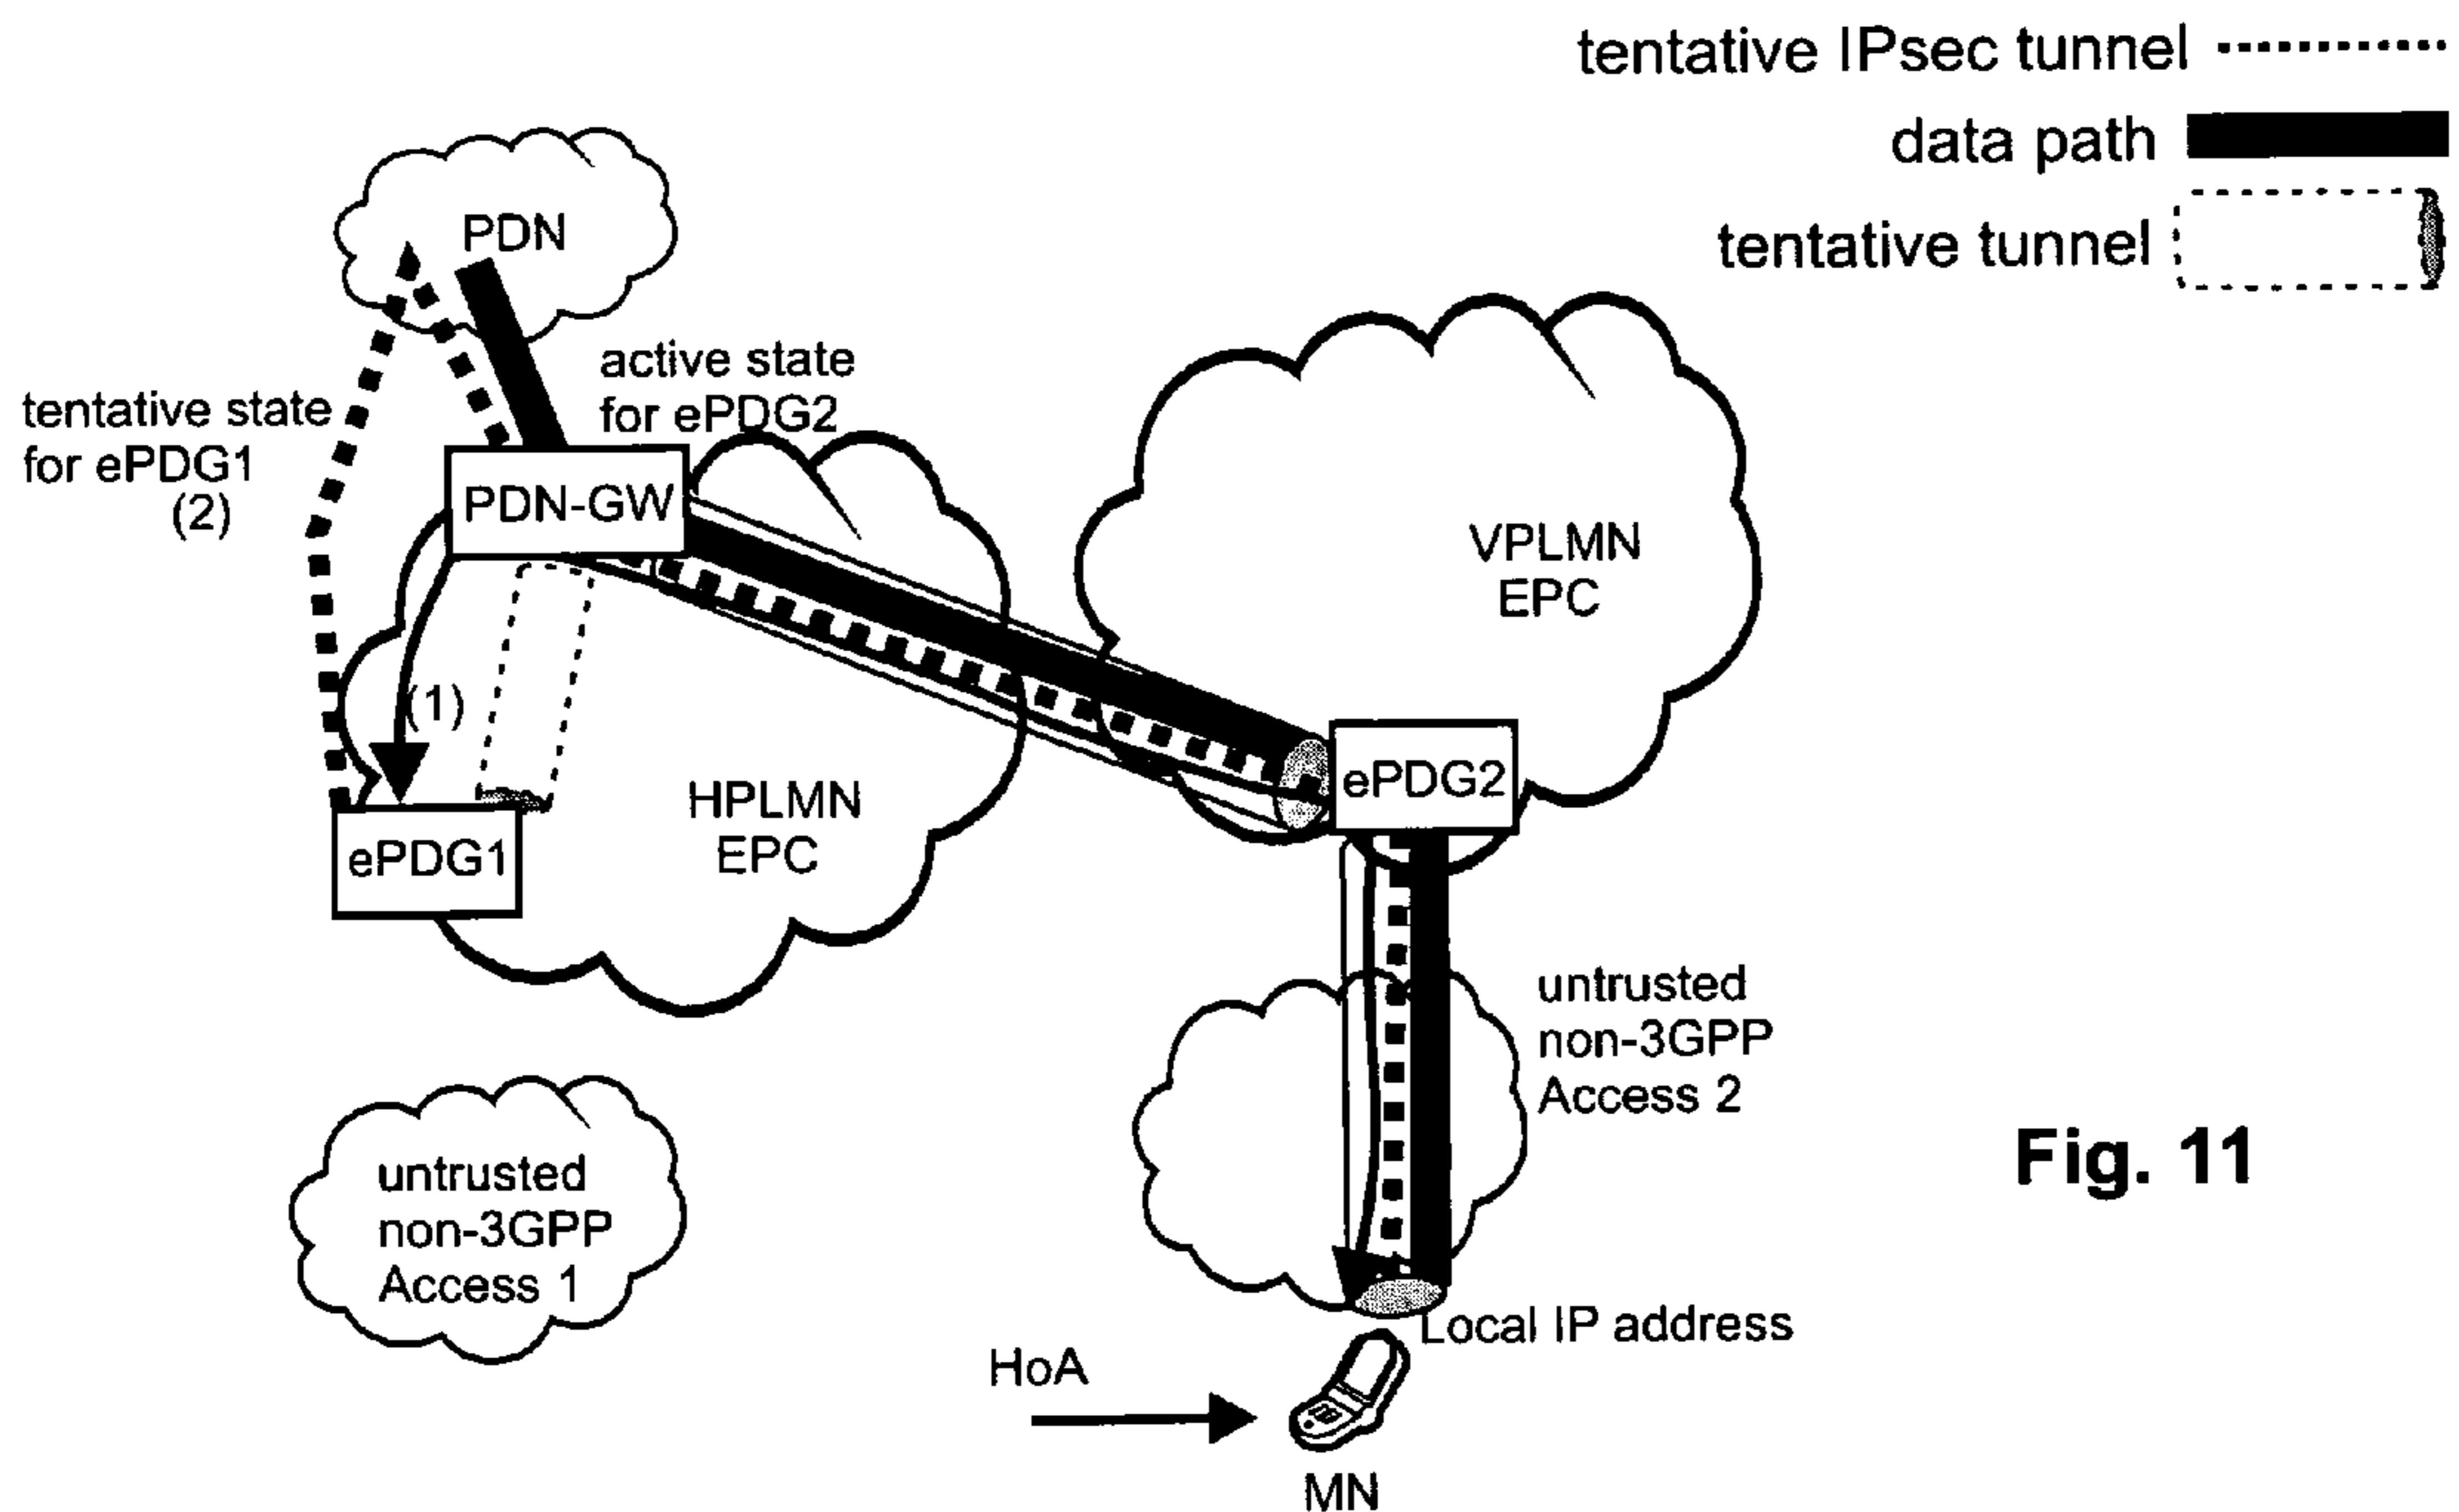 tentative IPsec tunnel
data path
tentative tunnel
PDN
active state
for ePDG2
tentative state
for ePDG1
(2)
PDN-GW
VPLMN
EPC
(1)
ePDG2
HPLMN
EPC
ePDG1
untrusted
non-3GPP
Access 2
Fig. 11
untrusted
non-3GPP
Access 1
Local IP address
HoA
MN